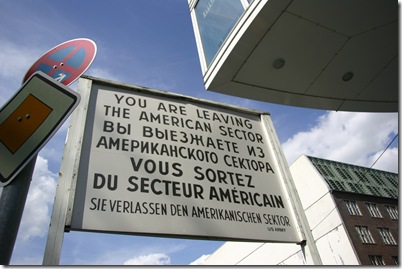 YOU ARE LEAVING
THE AMERICAN SECTOR
ВЫ ВЫЕЗЖАЕТЕ ИЗ
АМЕРИКАНСКОГО СЕКТОРА
VOUS SORTEZ
DU SECTEUR AMÉRICAIN
SIE VERLASSEN DEN AMERIKANISCHEN SEKTOR
US ARMY